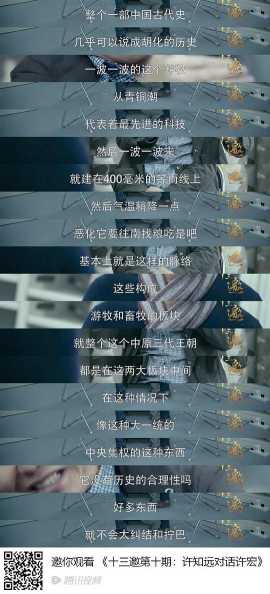 整个一部中国古代史
几乎可以说成胡化的历史
一波一波的这个
从青铜潮
代表着最先进的科技
然后一波一波来
就建在400毫米的等雨线上
然后气温稍降一点
恶化它要往南找粮吃是吧
基本上就是这样的脉络
这些构成
游牧和畜牧的板块
就整个这个中原三代王朝
都是在这两大板块中间
在这种情况下
像这种大一统的
中央集权的这种东西
它没有历史的合理性吗
好多东西
就不会太纠结和拧巴
邀你观看《十三邀第十期：许知远对话许宏》
腾讯视频